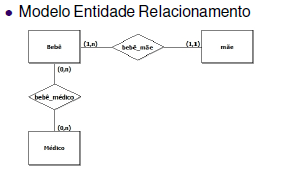 • Modelo Entidade Relacionamento
Bebê (1,n) bebê_mãe (1,1) mãe
(0,n)
bebê_médico
(0,n)
Médico